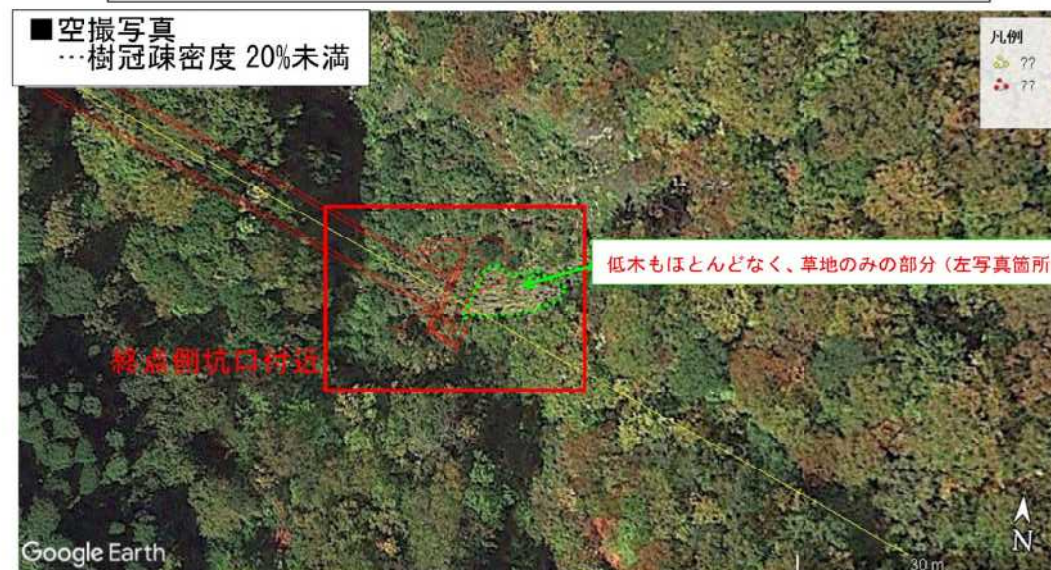 ■空撮写真
…樹冠疎密度 20%未満
凡例
??
??
低木もほとんどなく、草地のみの部分（左写真箇所
終点側坑口付近
Google Earth
N
30 m